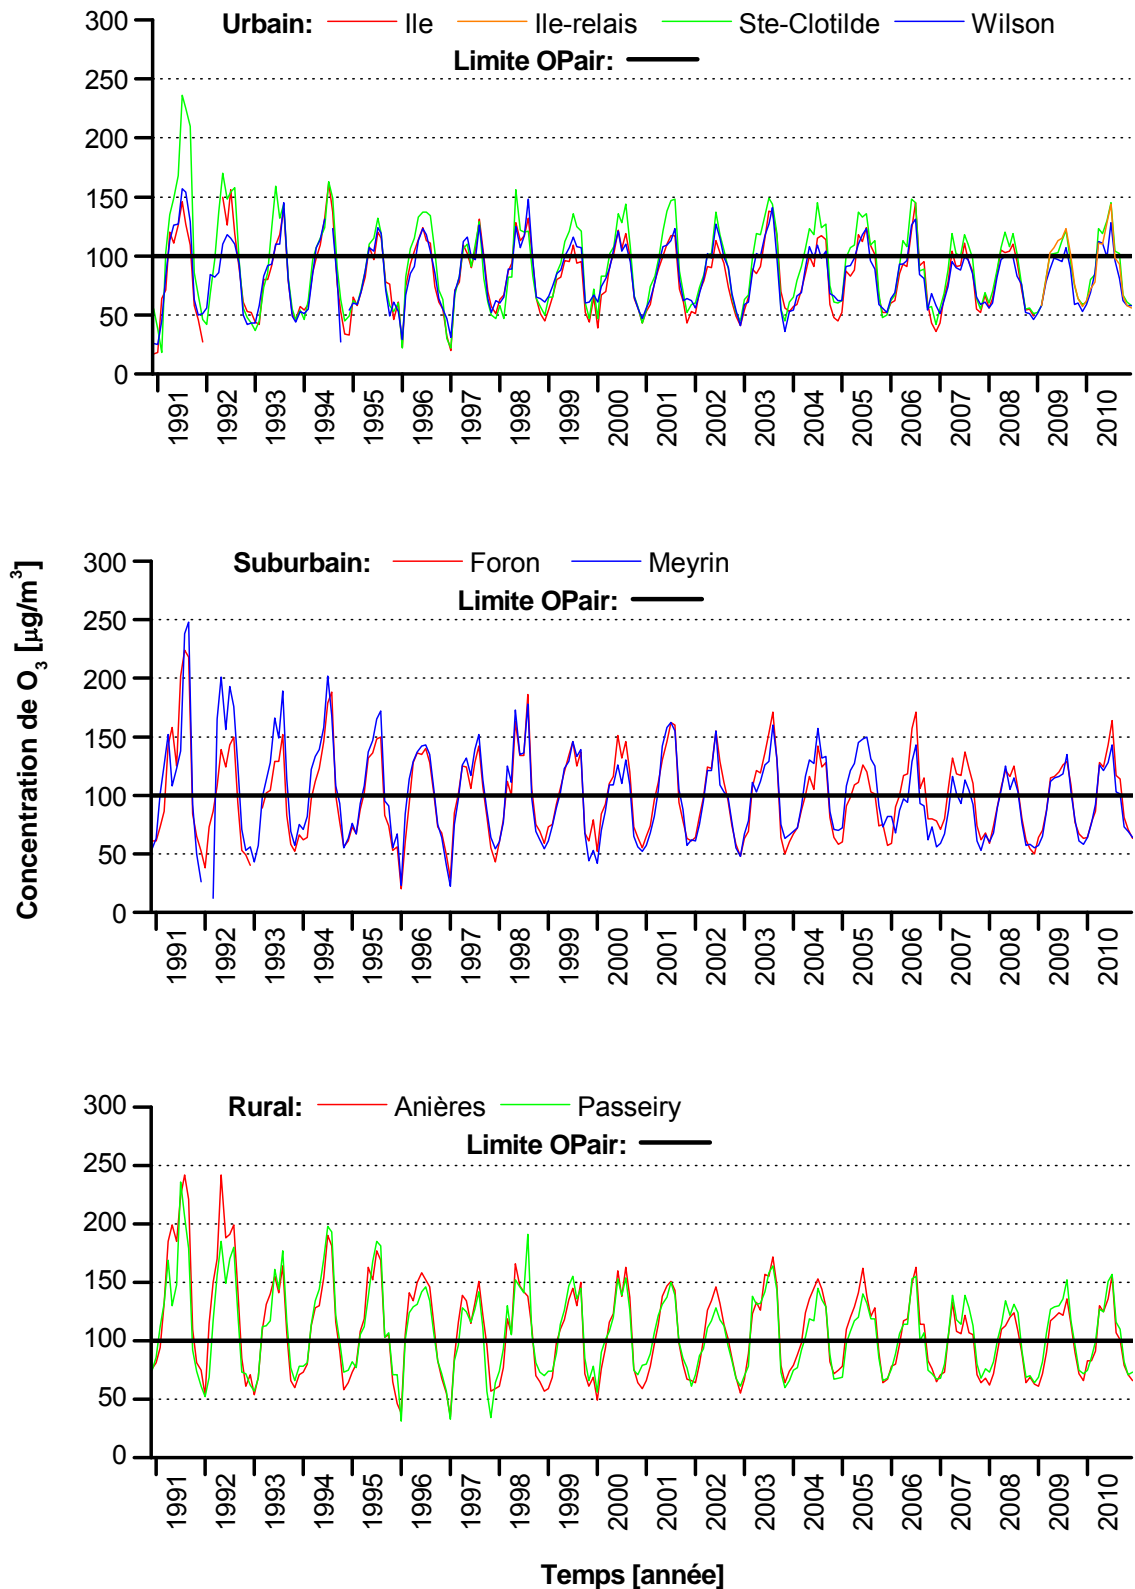 Urbain: Ile Ile-relais Ste-Clotilde Wilson
Limite OPair:
300
250
200
150
100
50
0
1991 1992 1993 1994 1995 1996 1997 1998 1999 2000 2001 2002 2003 2004 2005 2006 2007 2008 2009 2010
Concentration de O3 [µg/m³]
Suburbain: Foron Meyrin
Limite OPair:
300
250
200
150
100
50
0
1991 1992 1993 1994 1995 1996 1997 1998 1999 2000 2001 2002 2003 2004 2005 2006 2007 2008 2009 2010
Rural: Anières Passeiry
Limite OPair:
300
250
200
150
100
50
0
1991 1992 1993 1994 1995 1996 1997 1998 1999 2000 2001 2002 2003 2004 2005 2006 2007 2008 2009 2010
Temps [année]